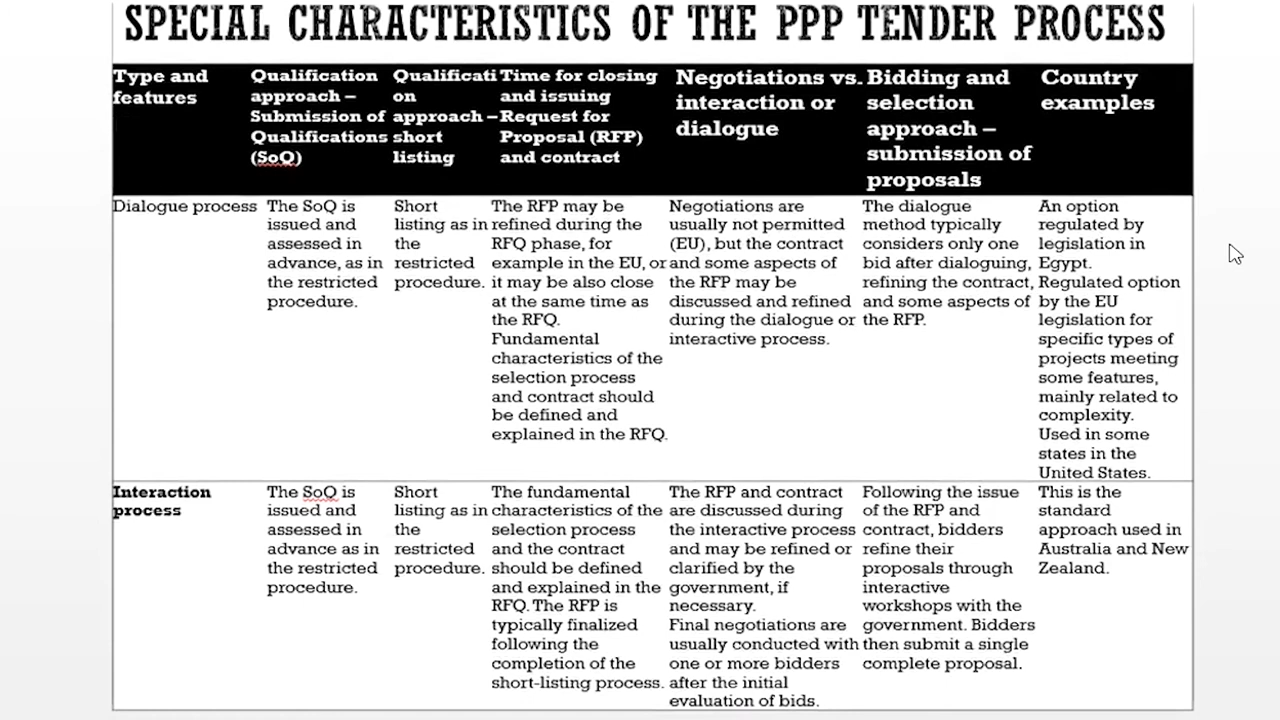 SPECIAL CHARACTERISTICS OF THE PPP TENDER PROCESS
Type and
features
Qualification
approach –
Submission of
Qualifications
(SoQ)
Qualificati
on
approach –
short
listing
Time for closing
and issuing
Request for
Proposal (RFP)
and contract
Negotiations vs.
interaction or
dialogue
Bidding and
selection
approach –
submission of
proposals
Country
examples
Dialogue process
The SoQ is
issued and
assessed in
advance, as in
the restricted
procedure.
Short
listing as in
the
restricted
procedure.
The RFP may be
refined during the
RFQ phase, for
example in the EU, or
it may be also close
at the same time as
the RFQ.
Fundamental
characteristics of the
selection process
and contract should
be defined and
explained in the RFQ.
Negotiations are
usually not permitted
(EU), but the contract
and some aspects of
the RFP may be
discussed and refined
during the dialogue or
interactive process.
The dialogue
method typically
considers only one
bid after dialoguing,
refining the contract,
and some aspects of
the RFP.
An option
regulated by
legislation in
Egypt.
Regulated option
by the EU
legislation for
specific types of
projects meeting
some features,
mainly related to
complexity.
Used in some
states in the
United States.
Interaction
process
The SoQ is
issued and
assessed in
advance as in
the restricted
procedure.
Short
listing as in
the
restricted
procedure.
The fundamental
characteristics of the
selection process
and the contract
should be defined
and explained in the
RFQ. The RFP is
typically finalized
following the
completion of the
short-listing process.
The RFP and contract
are discussed during
the interactive process
and may be refined or
clarified by the
government, if
necessary.
Final negotiations are
usually conducted with
one or more bidders
after the initial
evaluation of bids.
Following the issue
of the RFP and
contract, bidders
refine their
proposals through
interactive
workshops with the
government. Bidders
then submit a single
complete proposal.
This is the
standard
approach used in
Australia and New
Zealand.